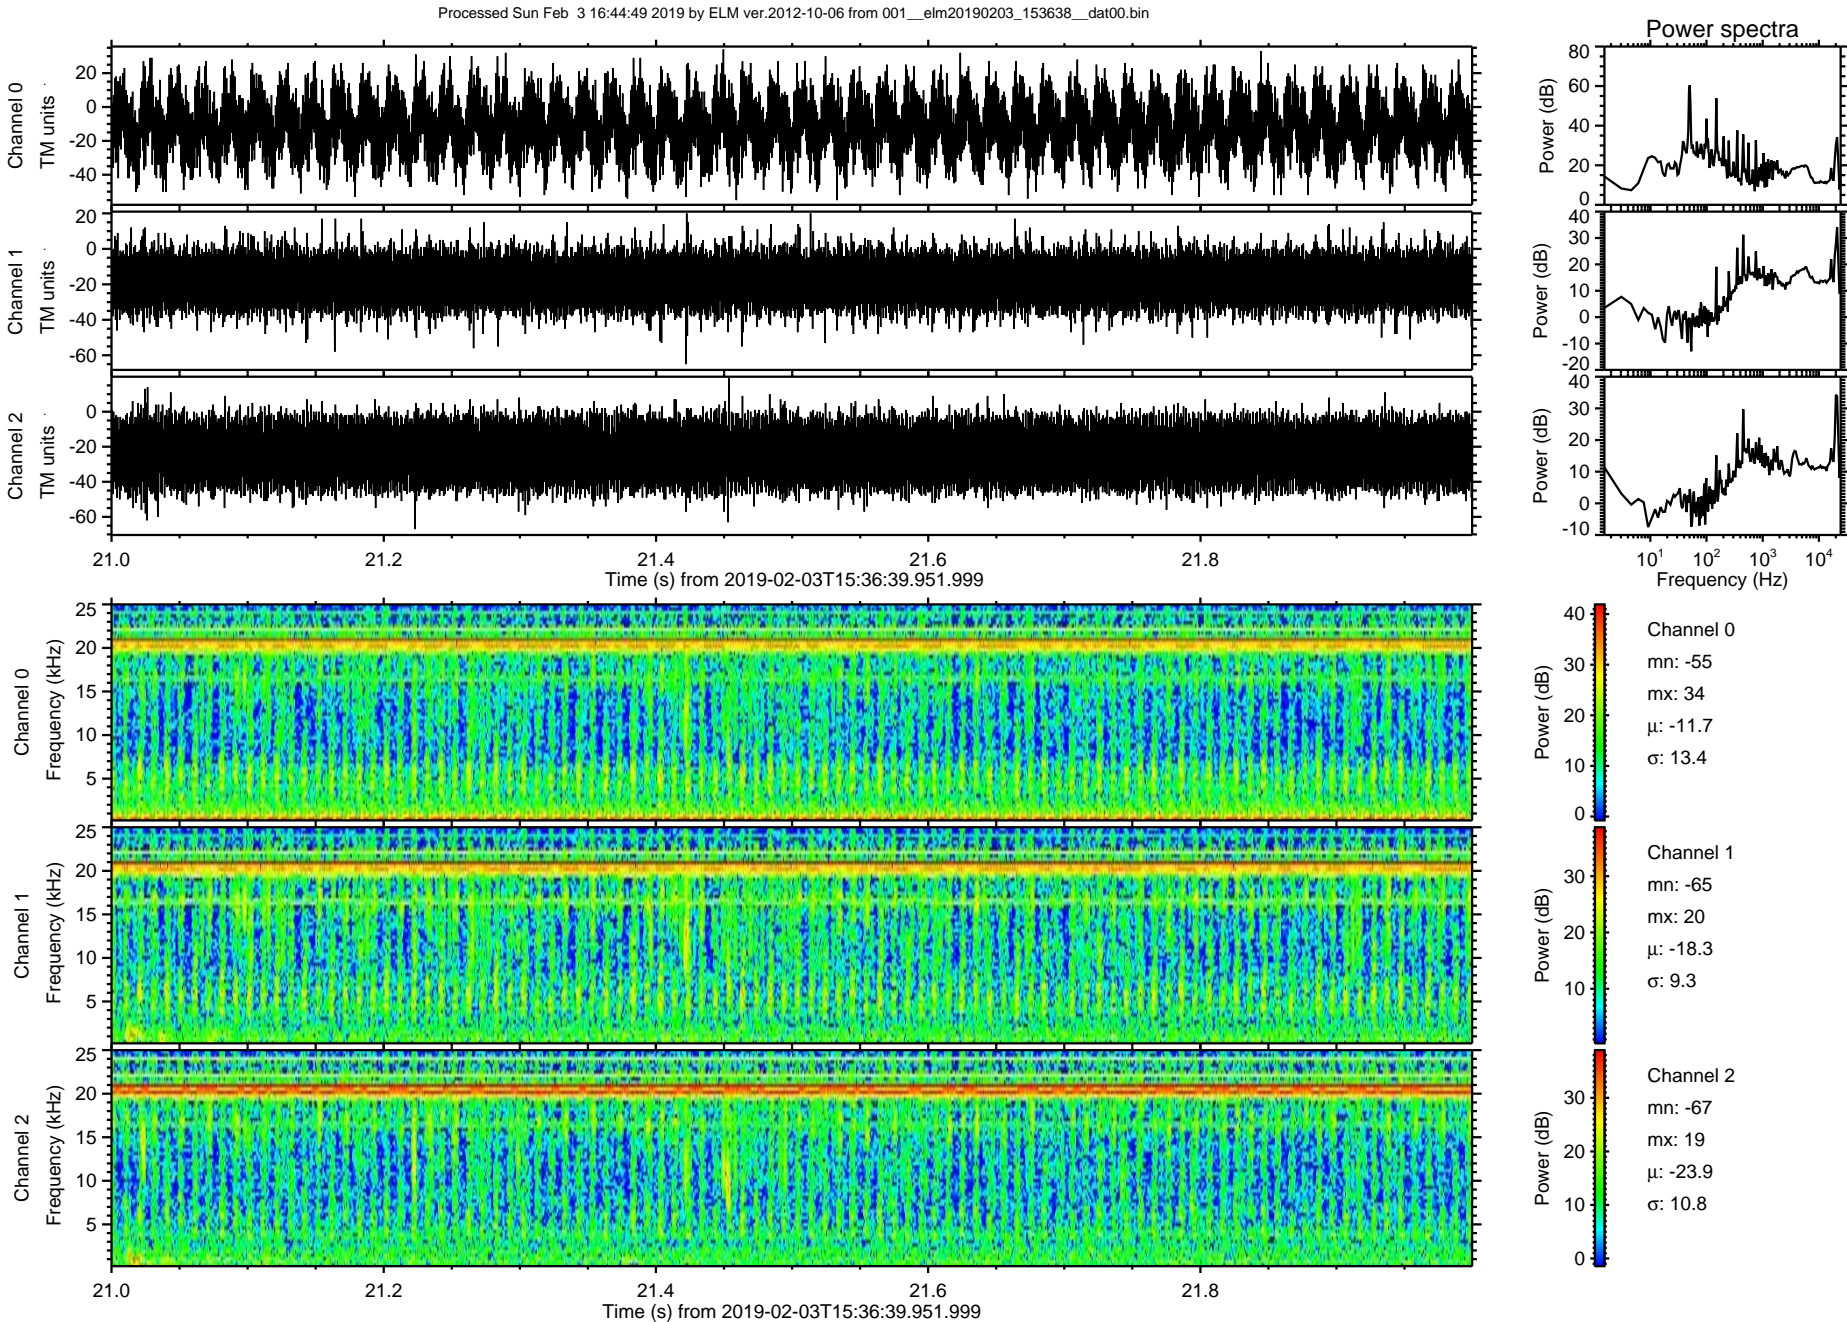 Processed Sun Feb  3 16:44:49 2019 by ELM ver.2012-10-06 from 001__elm20190203_153638__dat00.bin
Power spectra
Channel 0
TM units
20
0
-20
-40
Power (dB)
80
60
40
20
0
Channel 1
TM units
20
0
-20
-40
-60
Power (dB)
40
30
20
10
0
-10
-20
Channel 2
TM units
0
-20
-40
-60
Power (dB)
40
30
20
10
0
-10
21.0 21.2 21.4 21.6 21.8
Time (s) from 2019-02-03T15:36:39.951.999
10¹ 10² 10³ 10⁴
Frequency (Hz)
Channel 0
Frequency (kHz)
25
20
15
10
5
Power (dB)
40
30
20
10
0
Channel 0
mn: -55
mx: 34
μ: -11.7
σ: 13.4
Channel 1
Frequency (kHz)
25
20
15
10
5
Power (dB)
30
20
10
Channel 1
mn: -65
mx: 20
μ: -18.3
σ: 9.3
Channel 2
Frequency (kHz)
25
20
15
10
5
Power (dB)
30
20
10
0
Channel 2
mn: -67
mx: 19
μ: -23.9
σ: 10.8
21.0 21.2 21.4 21.6 21.8
Time (s) from 2019-02-03T15:36:39.951.999